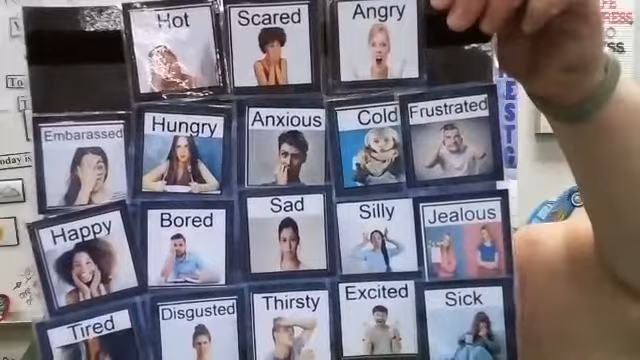 Hot
Scared
Angry
Embarassed
Hungry
Anxious
Cold
Frustrated
Happy
Bored
Sad
Silly
Jealous
Tired
Disgusted
Thirsty
Excited
Sick